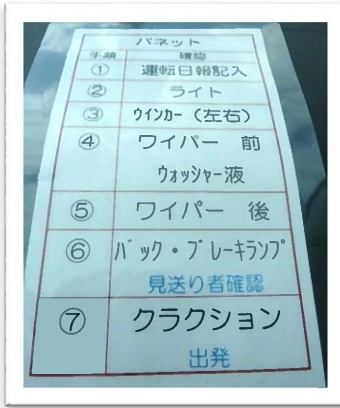 バネット
手順 確認
① 運転日報記入
② ライト
③ ウインカー（左右）
④ ワイパー　前
ウォッシャー液
⑤ ワイパー　後
⑥ バック・ブレーキランプ
見送り者確認
⑦ クラクション
出発